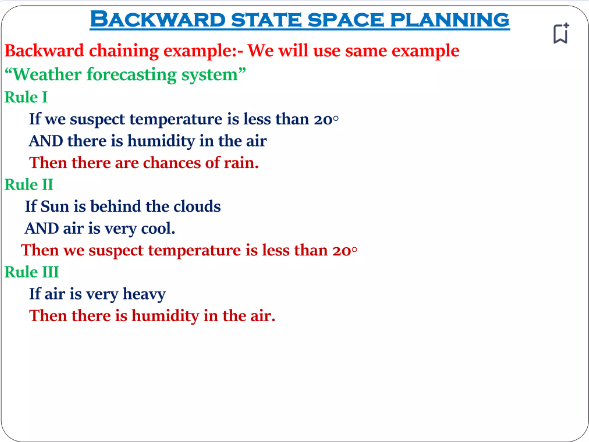 BACKWARD STATE SPACE PLANNING
Backward chaining example:- We will use same example
“Weather forecasting system”
Rule I
If we suspect temperature is less than 20°
AND there is humidity in the air
Then there are chances of rain.
Rule II
If Sun is behind the clouds
AND air is very cool.
Then we suspect temperature is less than 20°
Rule III
If air is very heavy
Then there is humidity in the air.